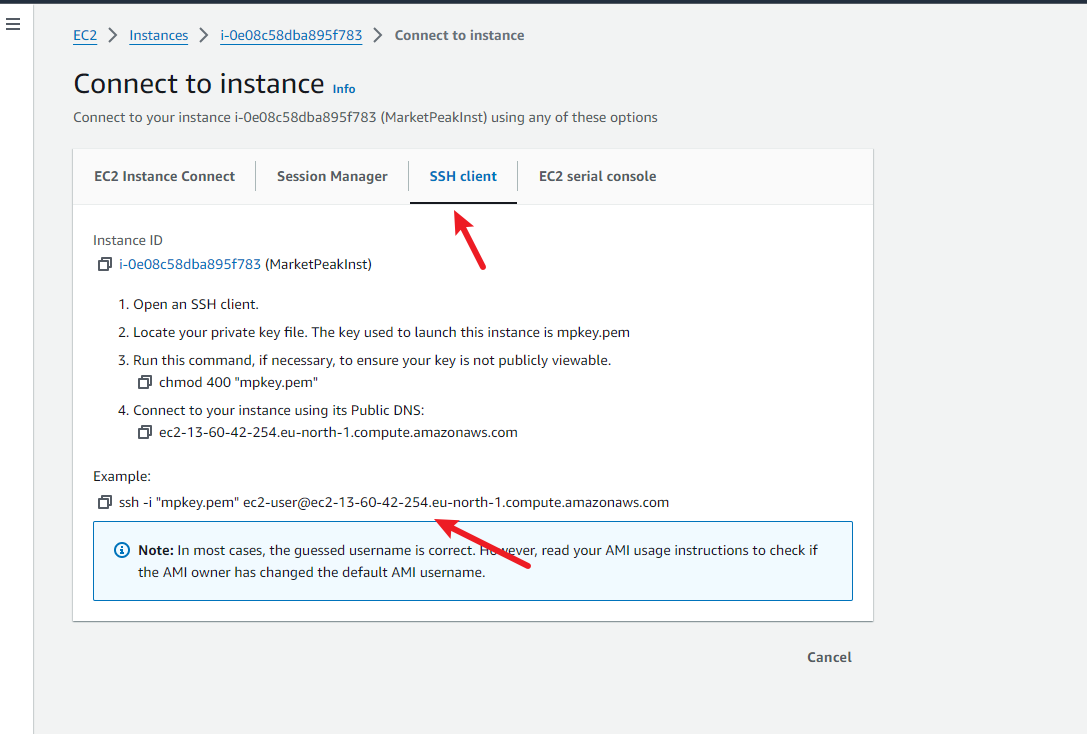 EC2 > Instances > i-0e08c58dba895f783 > Connect to instance
Connect to instance Info
Connect to your instance i-0e08c58dba895f783 (MarketPeakInst) using any of these options
EC2 Instance Connect Session Manager SSH client EC2 serial console
Instance ID
i-0e08c58dba895f783 (MarketPeakInst)
1. Open an SSH client.
2. Locate your private key file. The key used to launch this instance is mpkey.pem
3. Run this command, if necessary, to ensure your key is not publicly viewable.
chmod 400 "mpkey.pem"
4. Connect to your instance using its Public DNS:
ec2-13-60-42-254.eu-north-1.compute.amazonaws.com
Example:
ssh -i "mpkey.pem" ec2-user@ec2-13-60-42-254.eu-north-1.compute.amazonaws.com
Note: In most cases, the guessed username is correct. However, read your AMI usage instructions to check if
the AMI owner has changed the default AMI username.
Cancel